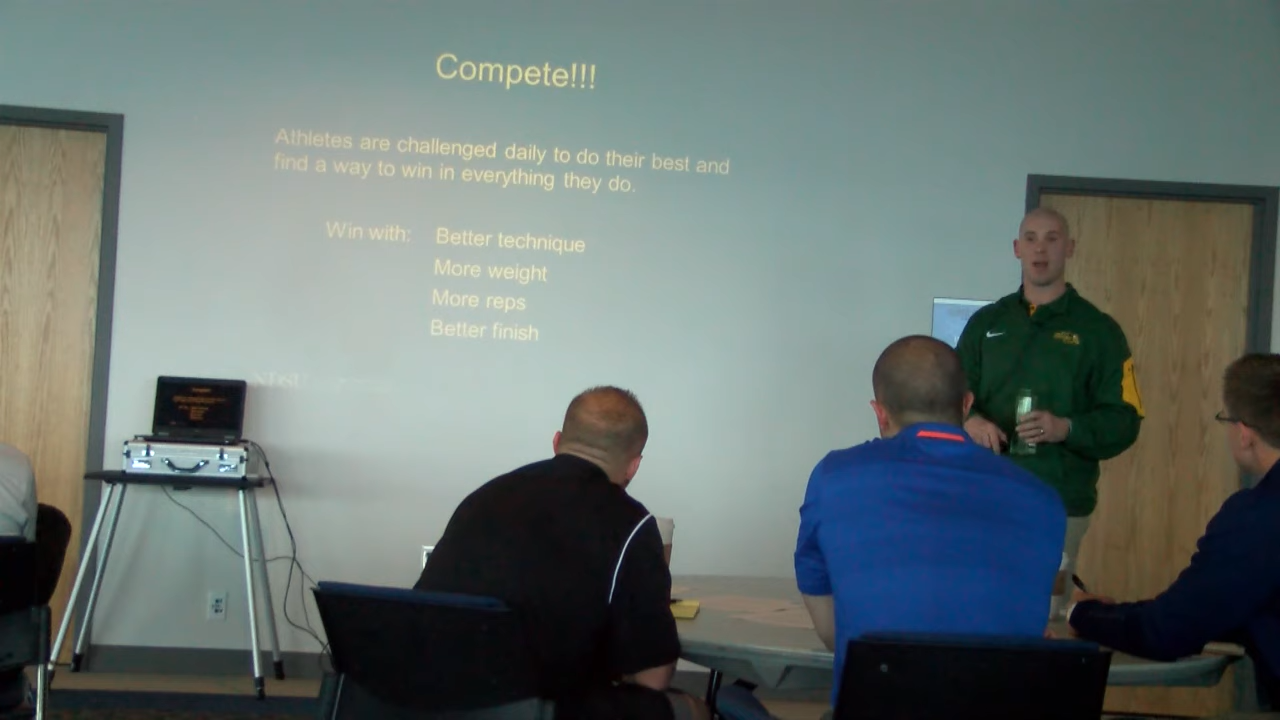 Compete!!!
Athletes are challenged daily to do their best and
find a way to win in everything they do.
Win with: Better technique
More weight
More reps
Better finish